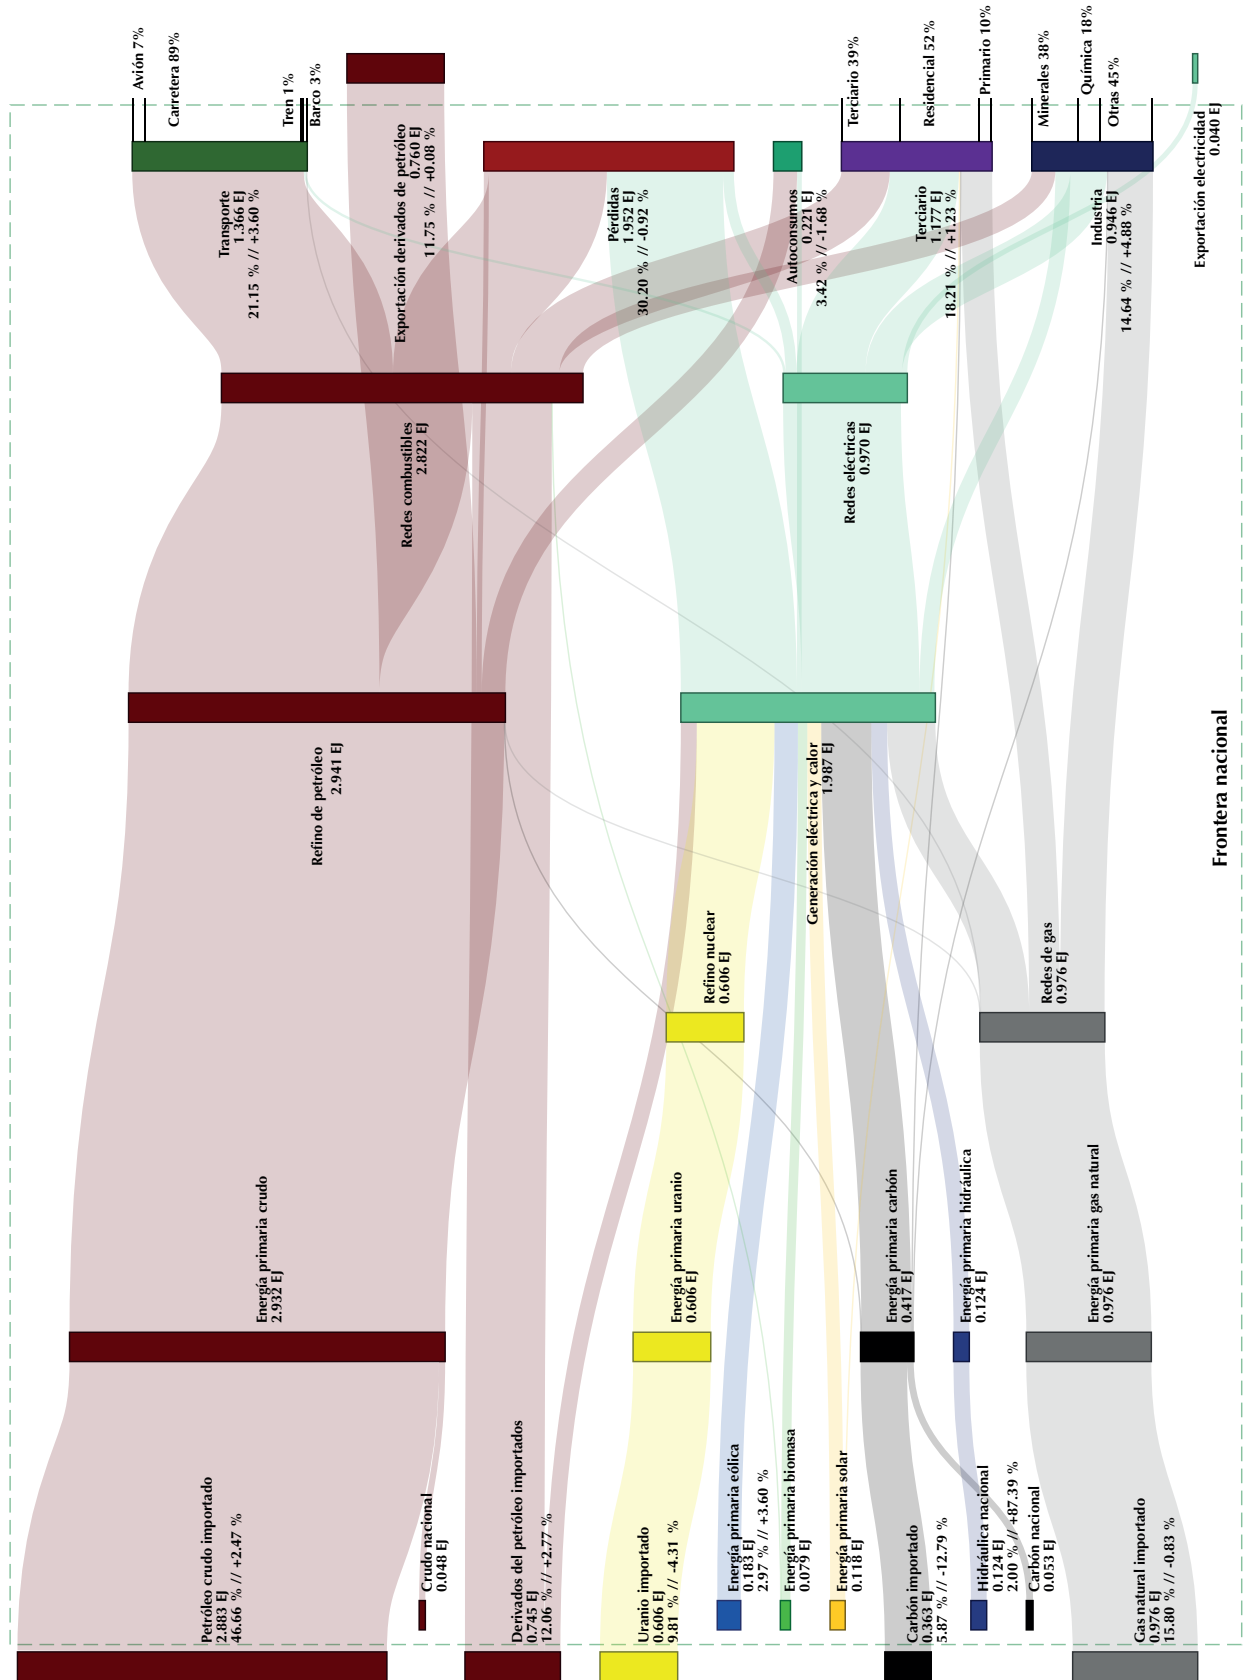 Petróleo crudo importado
2.883 EJ
46.66 % // +2.47 %
Crudo nacional
0.048 EJ
Derivados del petróleo importados
0.745 EJ
12.06 % // +2.77 %
Uranio importado
0.606 EJ
9.81 % // -4.31 %
Energía primaria eólica
0.183 EJ
2.97 % // +3.60 %
Energía primaria biomasa
0.079 EJ
Energía primaria solar
0.118 EJ
Carbón importado
0.363 EJ
5.87 % // -12.79 %
Hidráulica nacional
0.124 EJ
2.00 % // +87.39 %
Carbón nacional
0.053 EJ
Gas natural importado
0.976 EJ
15.80 % // -0.83 %
Energía primaria crudo
2.932 EJ
Energía primaria uranio
0.606 EJ
Energía primaria carbón
0.417 EJ
Energía primaria hidráulica
0.124 EJ
Energía primaria gas natural
0.976 EJ
Refino nuclear
0.606 EJ
Redes de gas
0.976 EJ
Refino de petróleo
2.941 EJ
Generación eléctrica y calor
1.987 EJ
Frontera nacional
Redes combustibles
2.822 EJ
Redes eléctricas
0.970 EJ
Transporte
1.366 EJ
21.15 % // +3.60 %
Exportación derivados de petróleo
0.760 EJ
11.75 % // +0.08 %
Pérdidas
1.952 EJ
30.20 % // -0.92 %
Autoconsumos
0.221 EJ
3.42 % // -1.68 %
Terciario
1.177 EJ
18.21 % // +1.23 %
Industria
0.946 EJ
14.64 % // +4.88 %
Exportación electricidad
0.040 EJ
Avión 7%
Carretera 89%
Tren 1%
Barco 3%
Terciario 39%
Residencial 52%
Primario 10%
Minerales 38%
Química 18%
Otras 45%